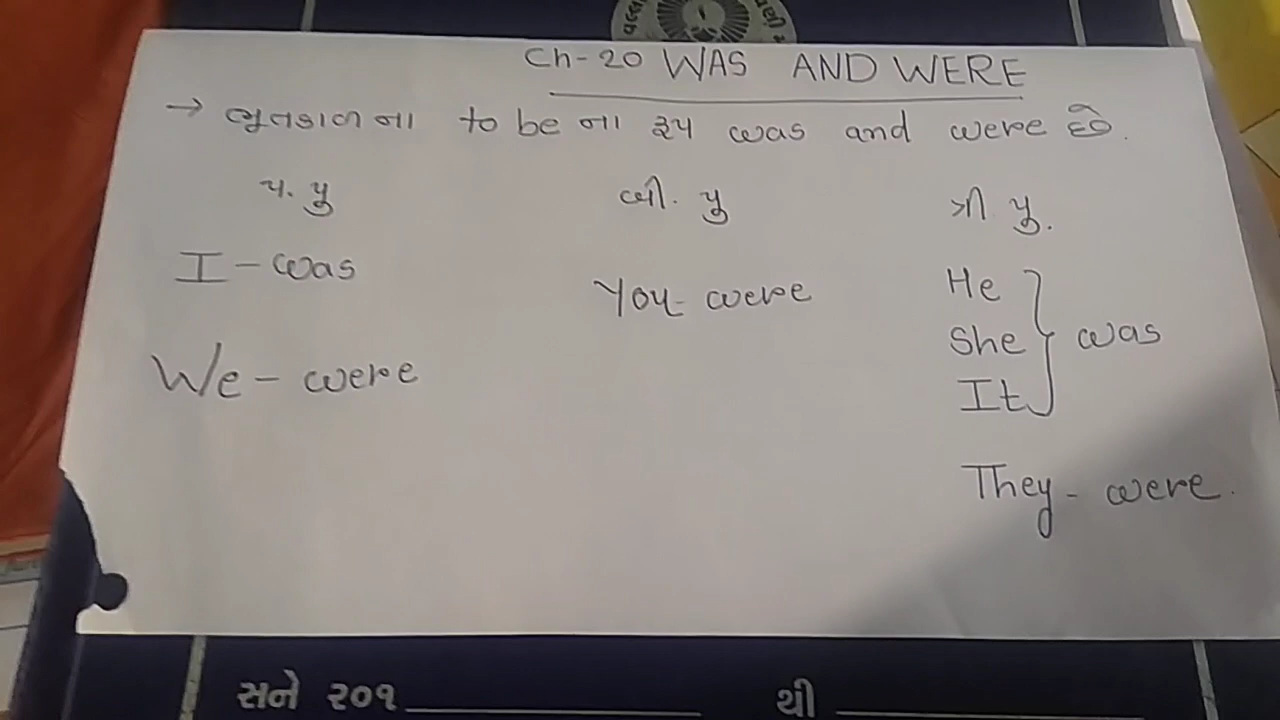 Ch-20 WAS AND WERE
→ ભૂતકાળ ના to be ના રૂપ was and were છે.
પ. પુ બી. પુ ત્રી પુ.
I - was
You - were
He
She was
It
We - were
They - were.
સને ૨૦૧ થી